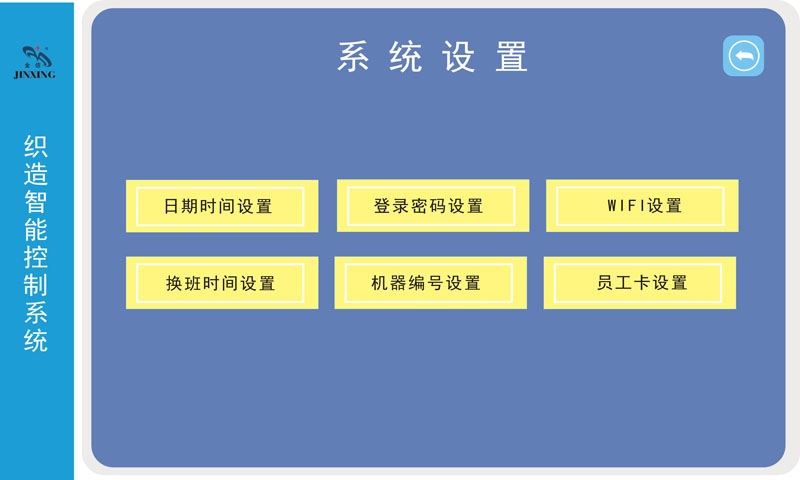 金信
JINXING
织造智能控制系统
系统设置
日期时间设置
登录密码设置
WIFI设置
换班时间设置
机器编号设置
员工卡设置